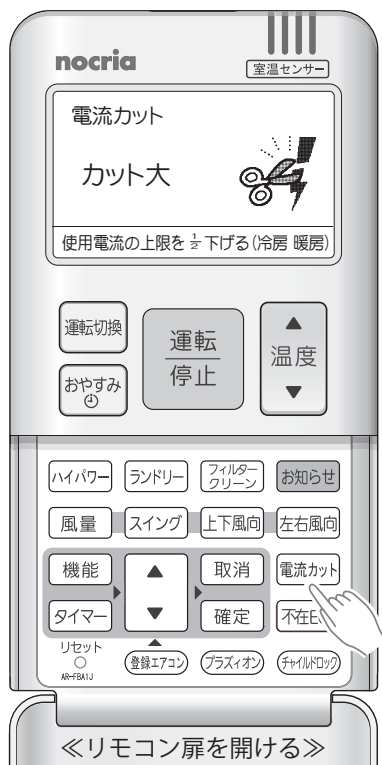 nocria
室温センサー
電流カット
カット大
使用電流の上限を 1/2 下げる(冷房 暖房)
運転切換
運転
停止
▲
温度
▼
おやすみ
ハイパワー
ランドリー
フィルター
クリーン
お知らせ
風量
スイング
上下風向
左右風向
機能
▲
取消
電流カット
タイマー
▼
確定
リセット
AR-FBA1J
登録エアコン
プラズィオン
チャイルドロック
≪リモコン扉を開ける≫